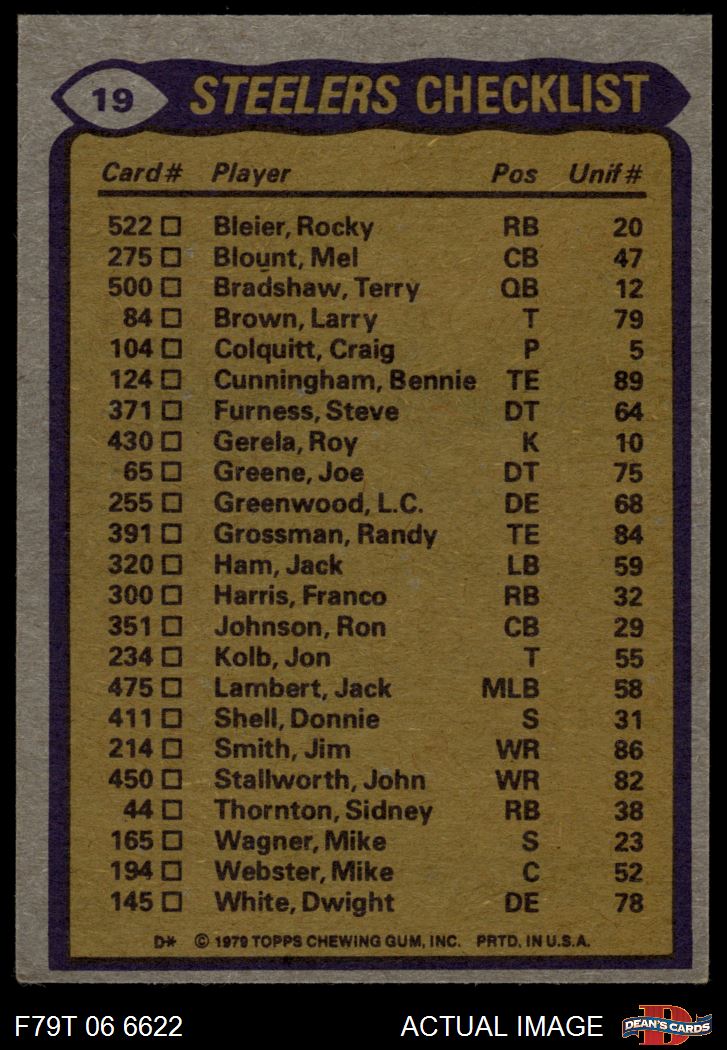 19 STEELERS CHECKLIST
Card# Player Pos Unif#
522 □ Bleier, Rocky RB 20
275 □ Blount, Mel CB 47
500 □ Bradshaw, Terry QB 12
84 □ Brown, Larry T 79
104 □ Colquitt, Craig P 5
124 □ Cunningham, Bennie TE 89
371 □ Furness, Steve DT 64
430 □ Gerela, Roy K 10
65 □ Greene, Joe DT 75
255 □ Greenwood, L.C. DE 68
391 □ Grossman, Randy TE 84
320 □ Ham, Jack LB 59
300 □ Harris, Franco RB 32
351 □ Johnson, Ron CB 29
234 □ Kolb, Jon T 55
475 □ Lambert, Jack MLB 58
411 □ Shell, Donnie S 31
214 □ Smith, Jim WR 86
450 □ Stallworth, John WR 82
44 □ Thornton, Sidney RB 38
165 □ Wagner, Mike S 23
194 □ Webster, Mike C 52
145 □ White, Dwight DE 78
D* © 1979 TOPPS CHEWING GUM, INC. PRTD. IN U.S.A.
F79T 06 6622 ACTUAL IMAGE D DEAN'S CARDS